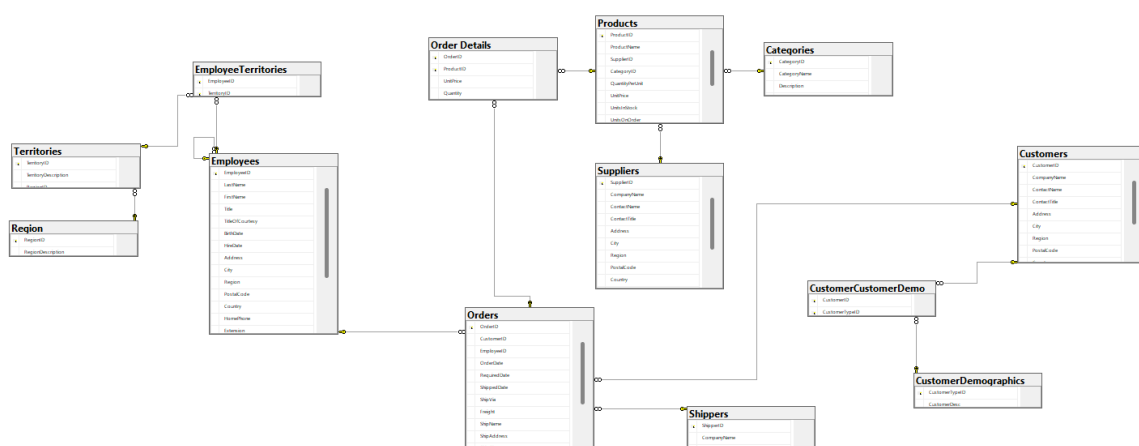 Products
ProductID
ProductName
SupplierID
CategoryID
QuantityPerUnit
UnitPrice
UnitsInStock
UnitsOnOrder
Order Details
OrderID
ProductID
UnitPrice
Quantity
Categories
CategoryID
CategoryName
Description
EmployeeTerritories
EmployeeID
TerritoryID
Territories
TerritoryID
TerritoryDescription
Region
RegionID
RegionDescription
Employees
EmployeeID
LastName
FirstName
Title
TitleOfCourtesy
BirthDate
HireDate
Address
City
Region
PostalCode
Country
HomePhone
Extension
Suppliers
SupplierID
CompanyName
ContactName
ContactTitle
Address
City
Region
PostalCode
Country
Customers
CustomerID
CompanyName
ContactName
ContactTitle
Address
City
Region
PostalCode
CustomerCustomerDemo
CustomerID
CustomerTypeID
CustomerDemographics
CustomerTypeID
CustomerDesc
Orders
OrderID
CustomerID
EmployeeID
OrderDate
RequiredDate
ShippedDate
ShipVia
Freight
ShipName
ShipAddress
Shippers
ShipperID
CompanyName